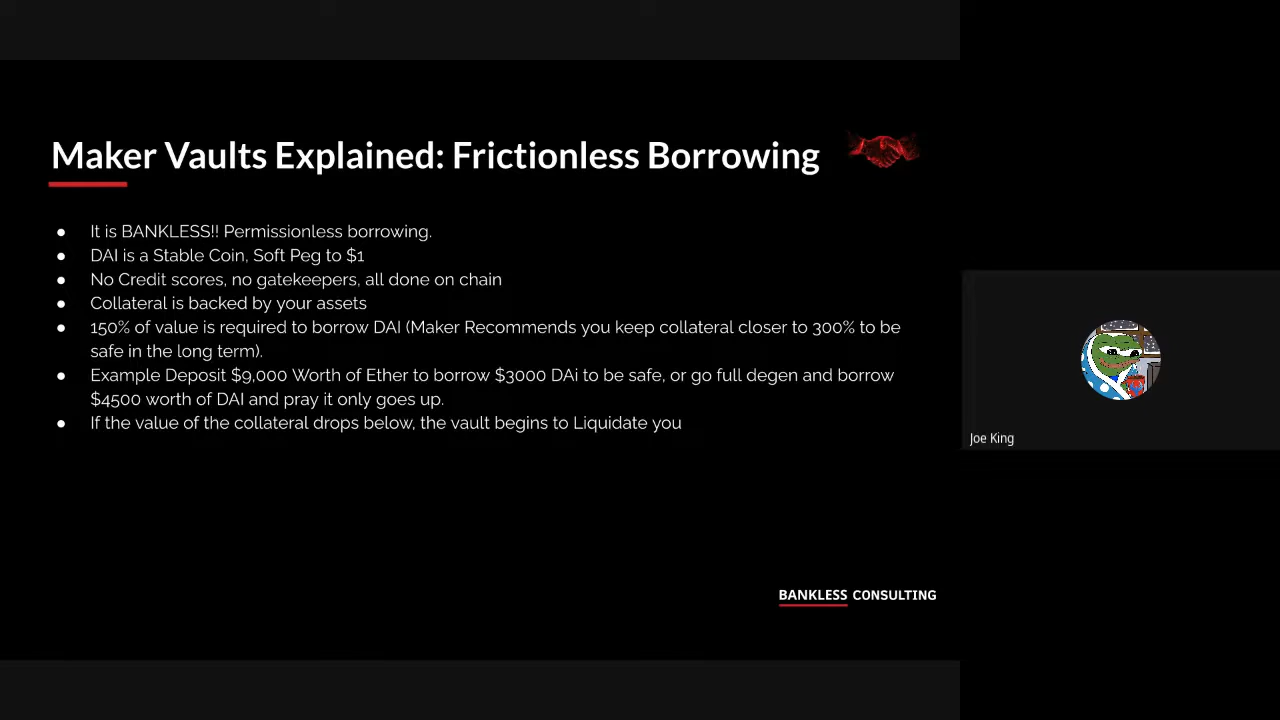 Maker Vaults Explained: Frictionless Borrowing
● It is BANKLESS!! Permissionless borrowing.
● DAI is a Stable Coin, Soft Peg to $1
● No Credit scores, no gatekeepers, all done on chain
● Collateral is backed by your assets
● 150% of value is required to borrow DAI (Maker Recommends you keep collateral closer to 300% to be
safe in the long term).
● Example Deposit $9,000 Worth of Ether to borrow $3000 DAi to be safe, or go full degen and borrow
$4500 worth of DAI and pray it only goes up.
● If the value of the collateral drops below, the vault begins to Liquidate you
Joe King
BANKLESS CONSULTING